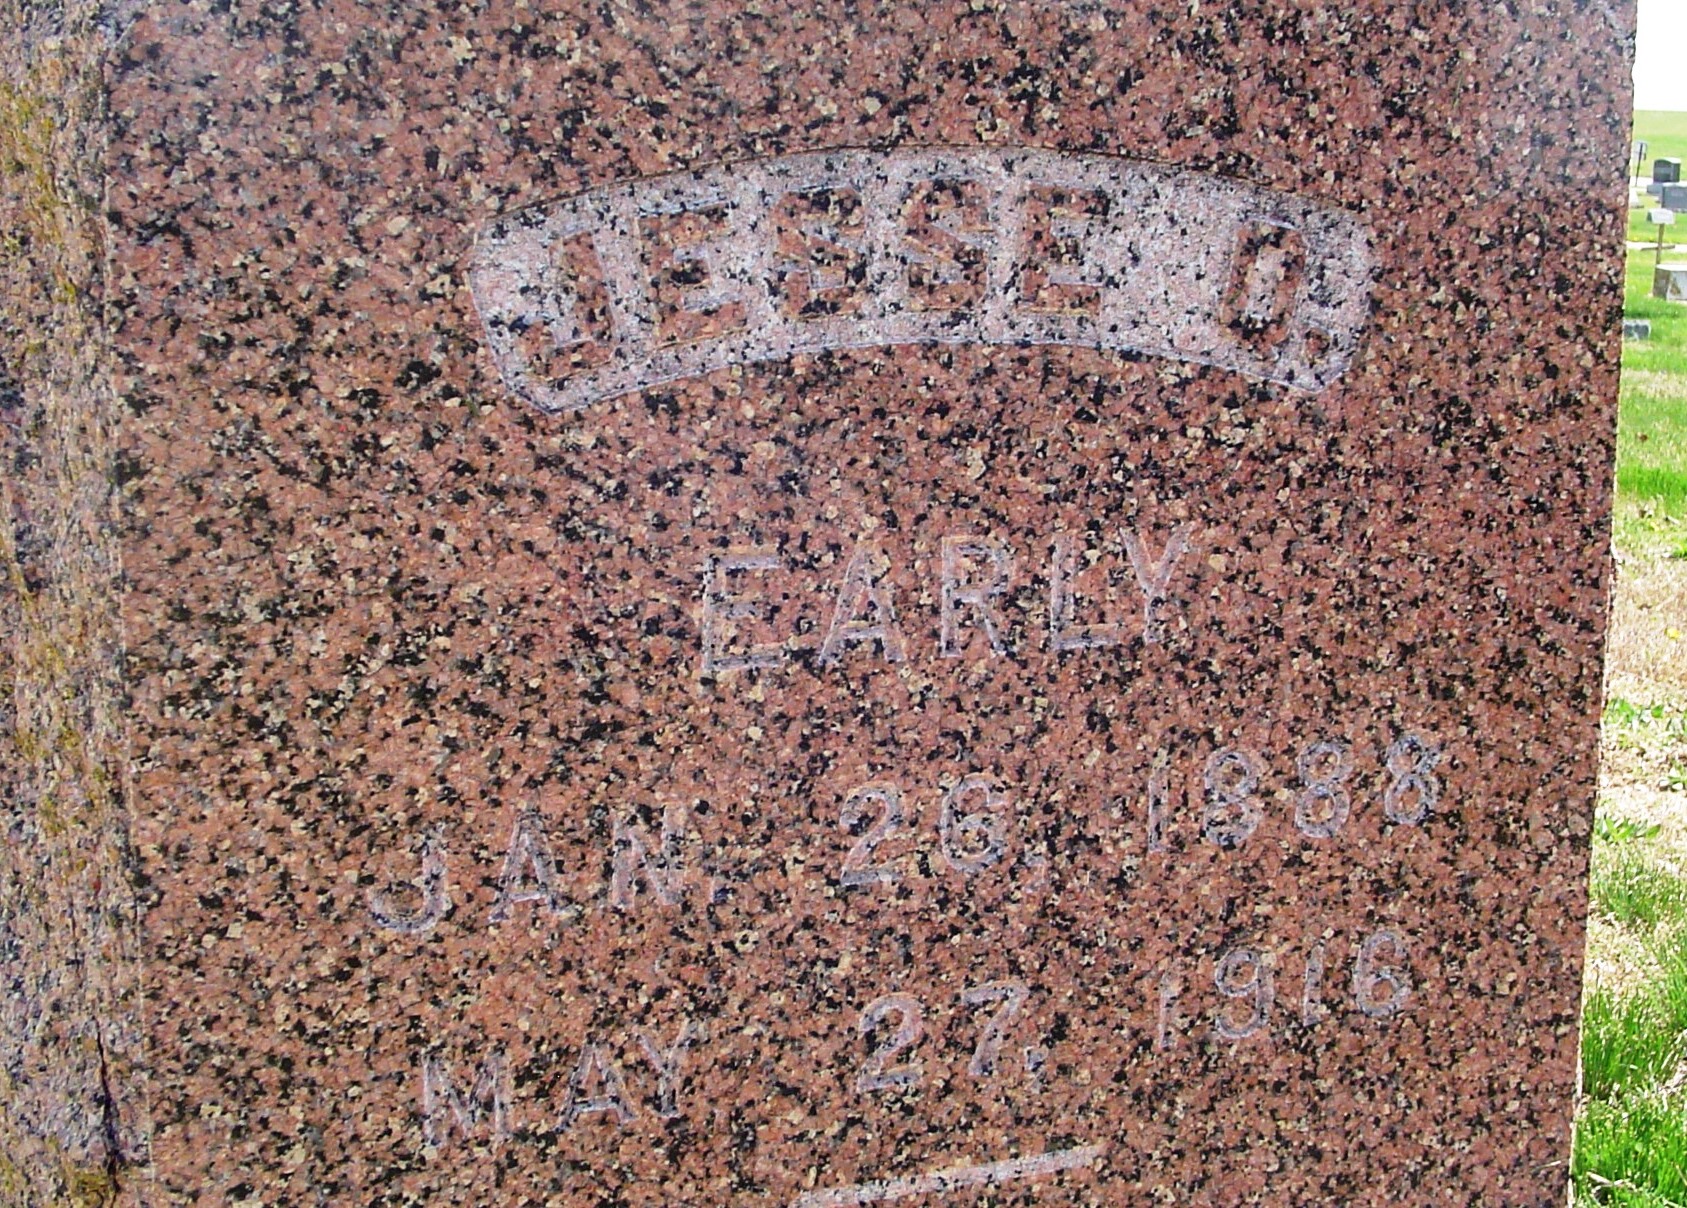 JESSE O.
EARLY
JAN. 26, 1888
MAY 27, 1916